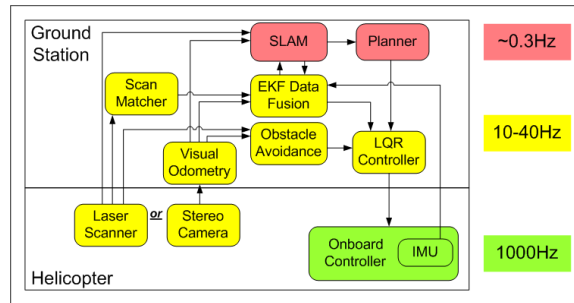 Ground
Station
SLAM
Planner
~0.3Hz
Scan
Matcher
EKF Data
Fusion
10-40Hz
Obstacle
Avoidance
Visual
Odometry
LQR
Controller
Laser
Scanner
or
Stereo
Camera
Onboard
Controller
IMU
1000Hz
Helicopter